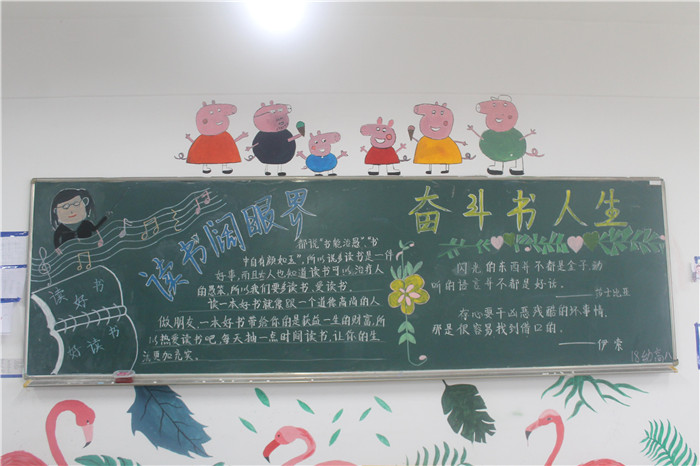 读书阔眼界
都说“书能治愚”,“书
中自有颜如玉”,所以说多读书是一件
好事,而且古人也知道读书可以治疗人
的愚笨,所以我们要多读书、爱读书。
读一本好书就像跟一个道德高尚的人
做朋友,一本好书带给你的是获益一生的财富,所
以热爱读书吧,每天抽一点时间读书,让你的生
活更加充实。
读好书
好读书
奋斗书人生
闪光的东西并不都是金子,动
听的语言并不都是好话。
——莎士比亚
存心要干凶恶残酷的坏事情,
那是很容易找到借口的。
——伊索
18幼高八